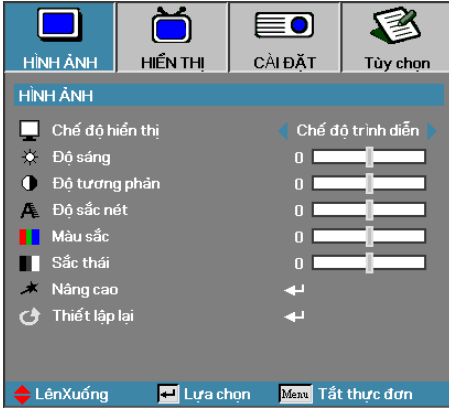 HÌNH ẢNH HIỂN THỊ CÀI ĐẶT Tùy chọn
HÌNH ẢNH
Chế độ hiển thị Chế độ trình diễn
Độ sáng 0
Độ tương phản 0
Độ sắc nét 0
Màu sắc 0
Sắc thái 0
Nâng cao
Thiết lập lại
LênXuống Lựa chọn Menu Tắt thực đơn